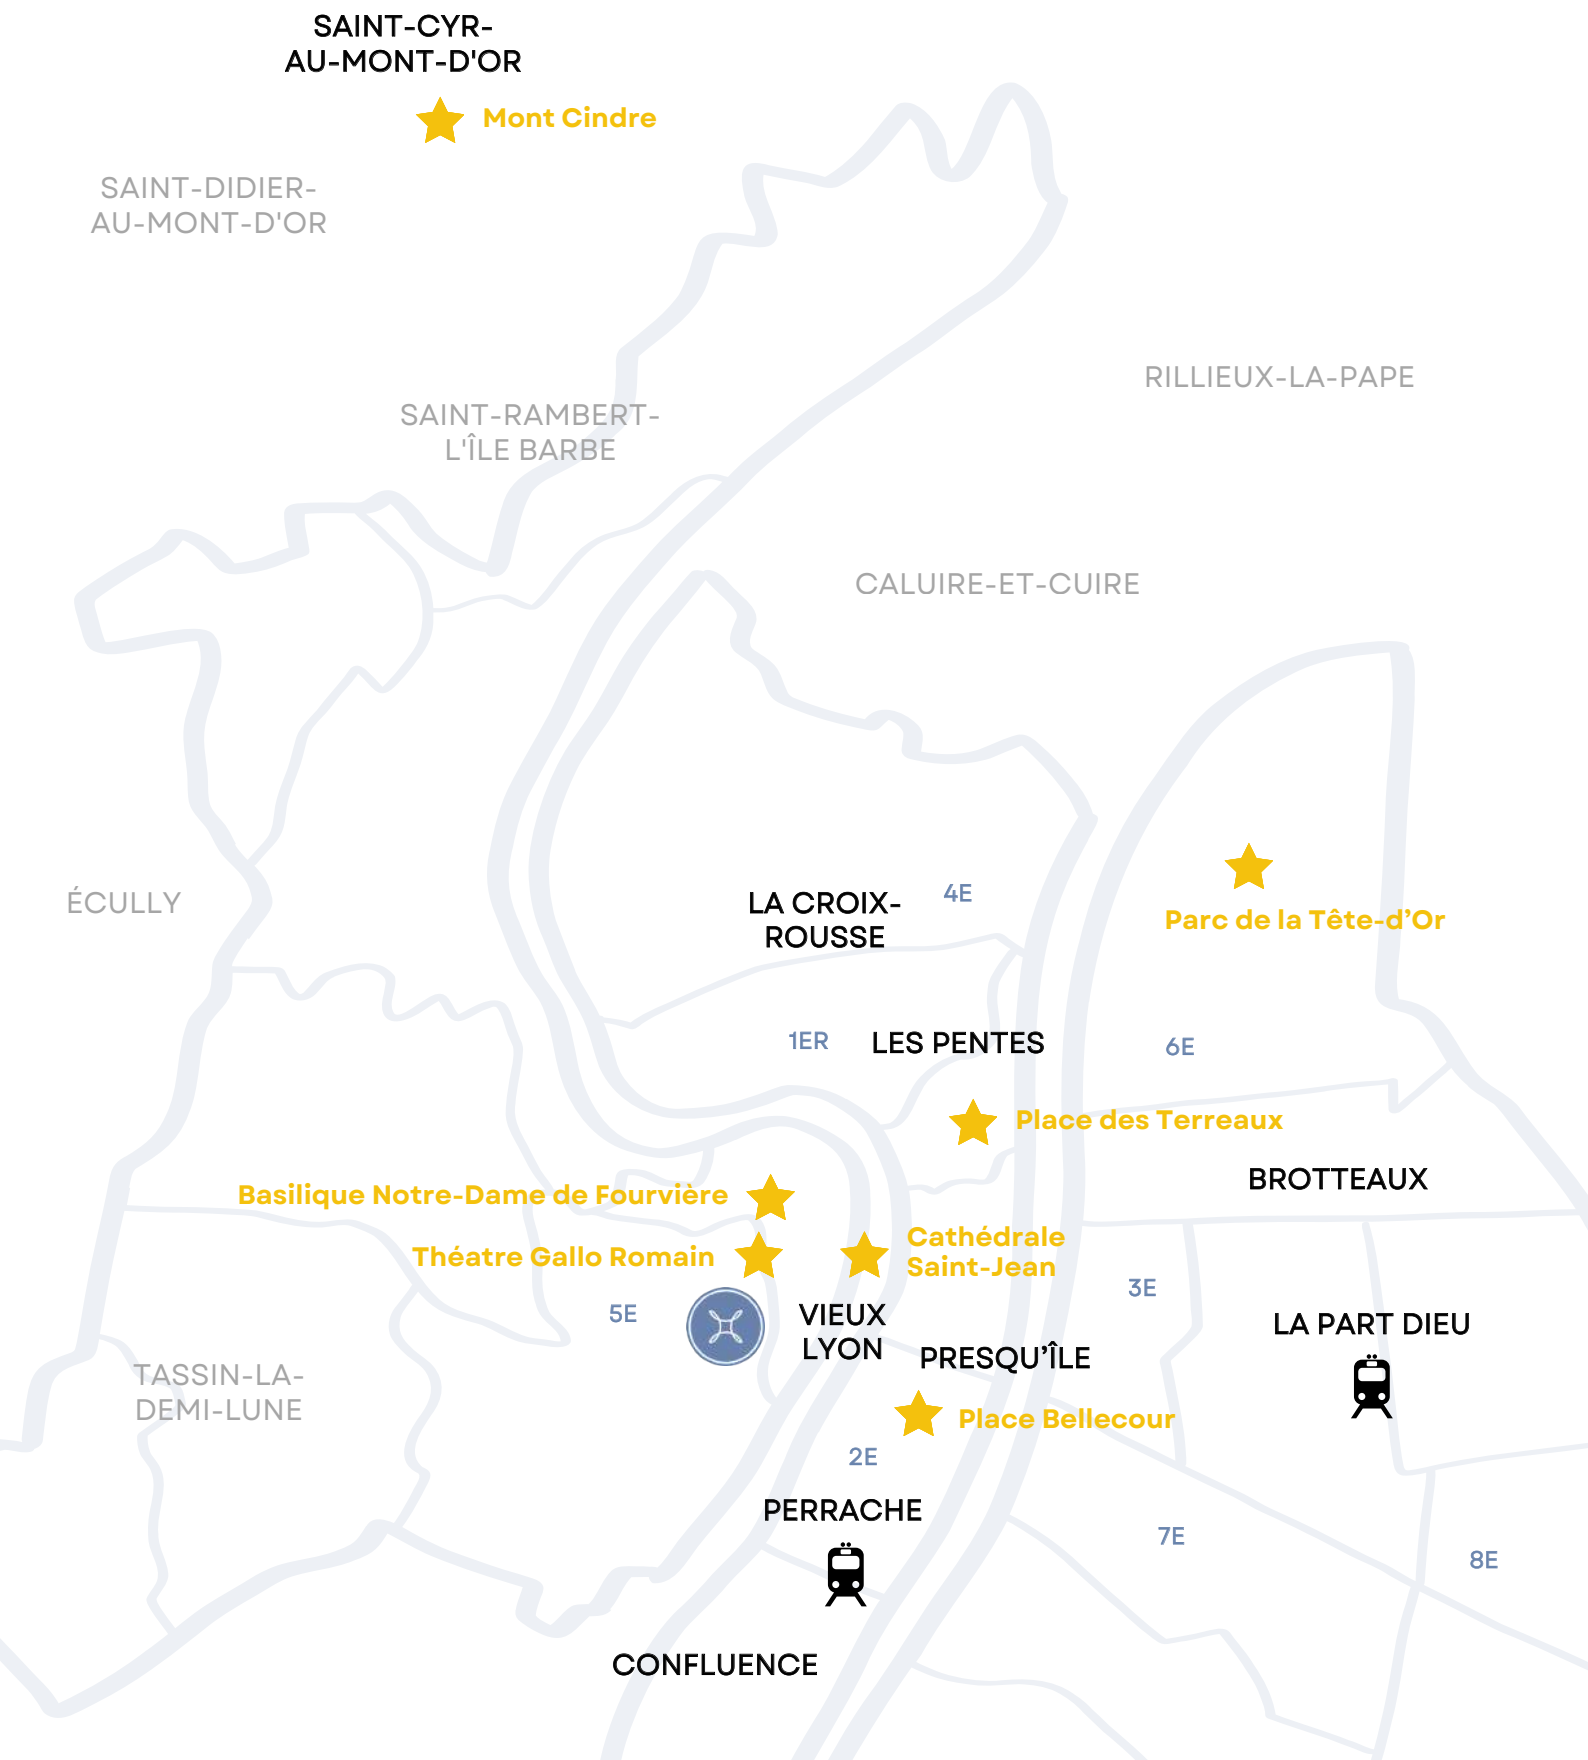 SAINT-CYR-
AU-MONT-D'OR
Mont Cindre
SAINT-DIDIER-
AU-MONT-D'OR
RILLIEUX-LA-PAPE
SAINT-RAMBERT-
L'ÎLE BARBE
CALUIRE-ET-CUIRE
ÉCULLY
LA CROIX-
ROUSSE
4E
Parc de la Tête-d’Or
1ER
LES PENTES
6E
Place des Terreaux
BROTTEAUX
Basilique Notre-Dame de Fourvière
Théatre Gallo Romain
Cathédrale
Saint-Jean
5E
VIEUX
LYON
3E
LA PART DIEU
PRESQU’ÎLE
TASSIN-LA-
DEMI-LUNE
Place Bellecour
2E
PERRACHE
7E
8E
CONFLUENCE